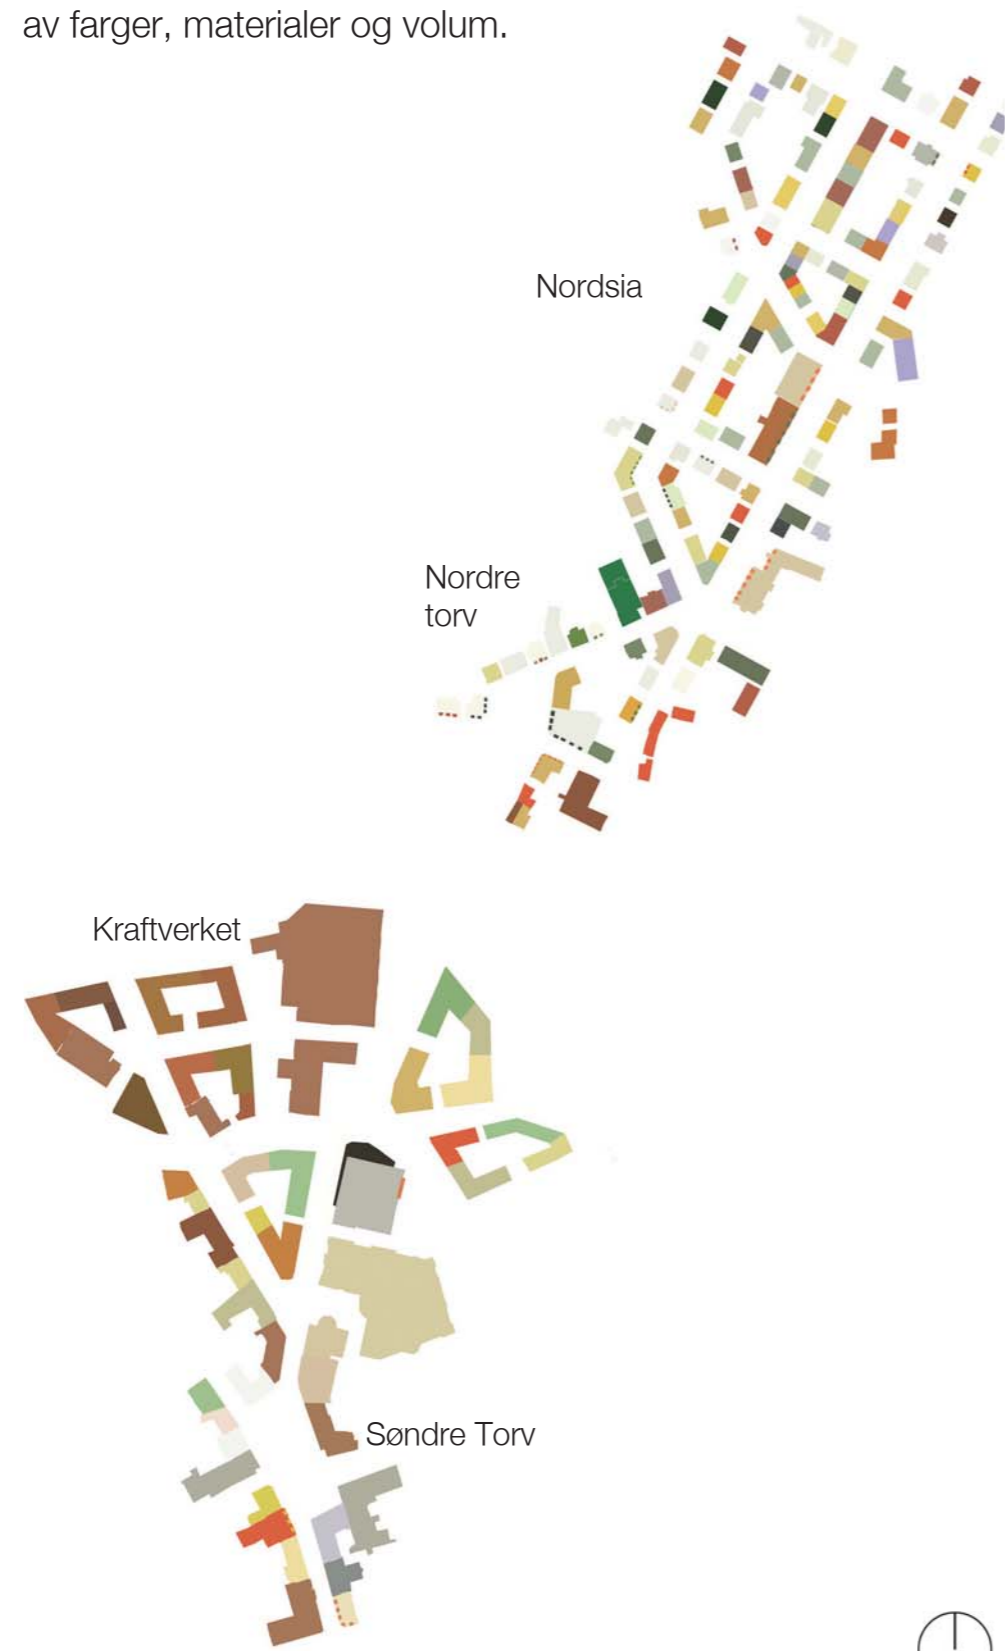 av farger, materialer og volum.
Nordsia
Nordre
torv
Kraftverket
Søndre Torv